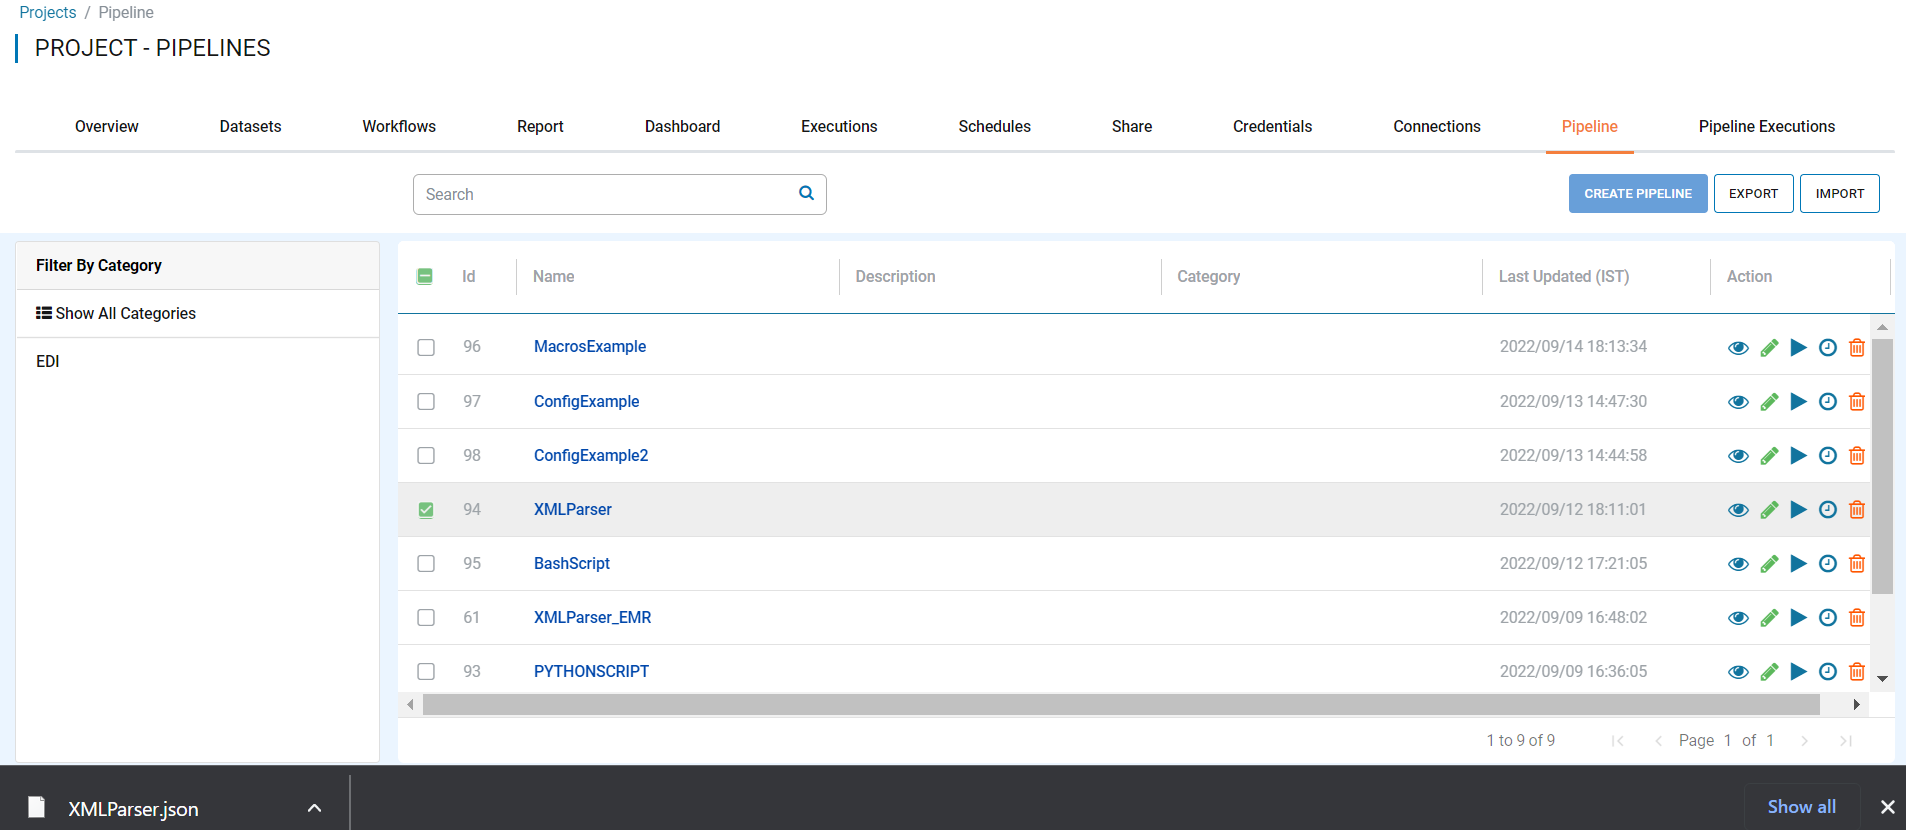 Projects / Pipeline
PROJECT - PIPELINES
Overview Datasets Workflows Report Dashboard Executions Schedules Share Credentials Connections Pipeline Pipeline Executions
Search CREATE PIPELINE EXPORT IMPORT
Filter By Category
Show All Categories
EDI
Id Name Description Category Last Updated (IST) Action
96 MacrosExample 2022/09/14 18:13:34
97 ConfigExample 2022/09/13 14:47:30
98 ConfigExample2 2022/09/13 14:44:58
94 XMLParser 2022/09/12 18:11:01
95 BashScript 2022/09/12 17:21:05
61 XMLParser_EMR 2022/09/09 16:48:02
93 PYTHONSCRIPT 2022/09/09 16:36:05
1 to 9 of 9 Page 1 of 1
XMLParser.json Show all